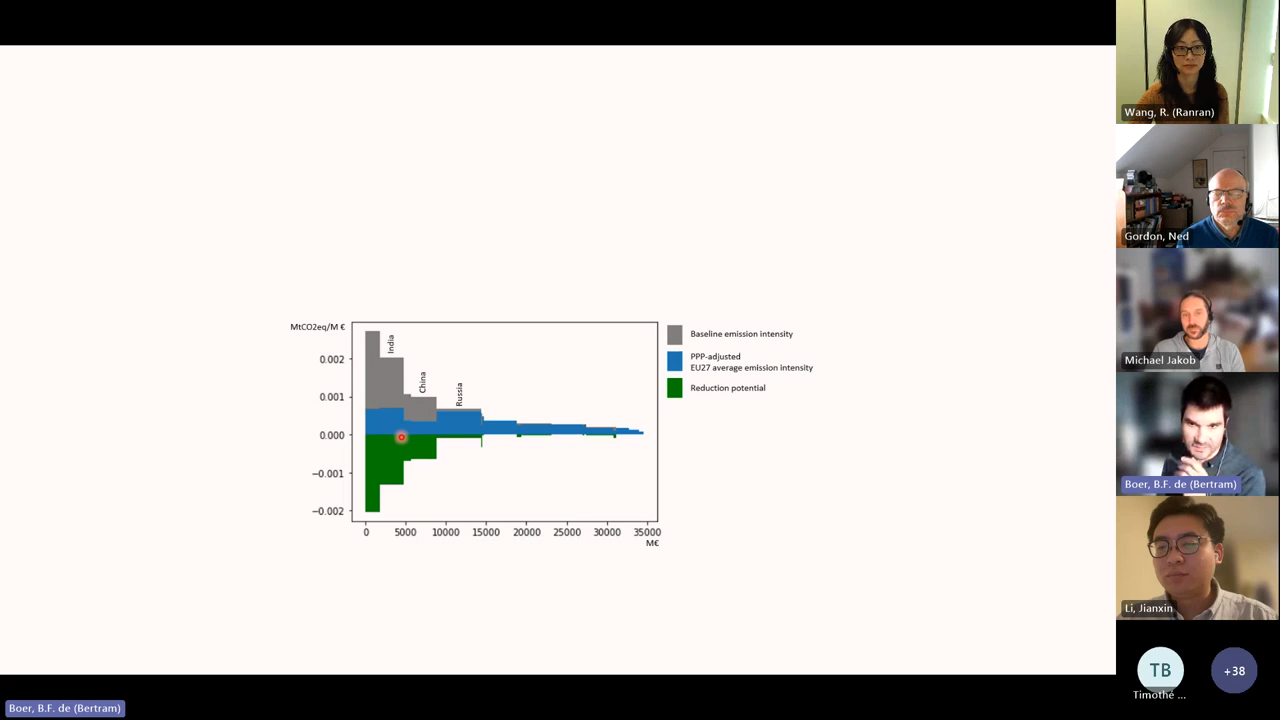 MtCO2eq/M €
0.002
0.001
0.000
−0.001
−0.002
India
China
Russia
0
5000
10000
15000
20000
25000
30000
35000
M€
Baseline emission intensity
PPP-adjusted
EU27 average emission intensity
Reduction potential
Wang, R. (Ranran)
Gordon, Ned
Michael Jakob
Boer, B.F. de (Bertram)
Li, Jianxin
TB
Timothé ...
+38
Boer, B.F. de (Bertram)